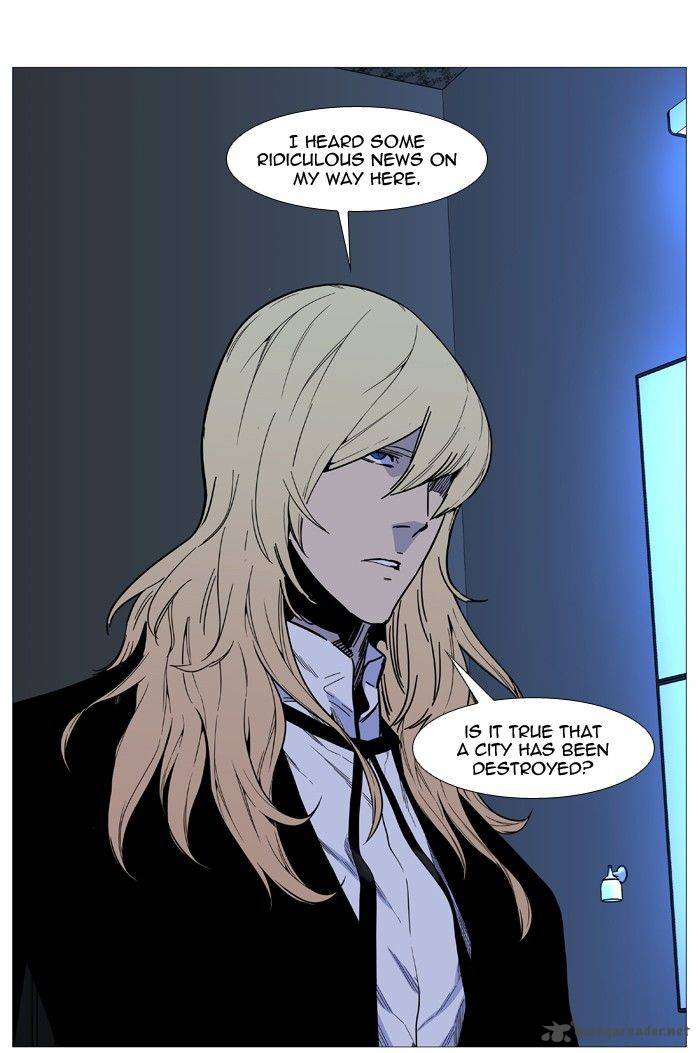 I HEARD SOME
RIDICULOUS NEWS ON
MY WAY HERE.
IS IT TRUE THAT
A CITY HAS BEEN
DESTROYED?